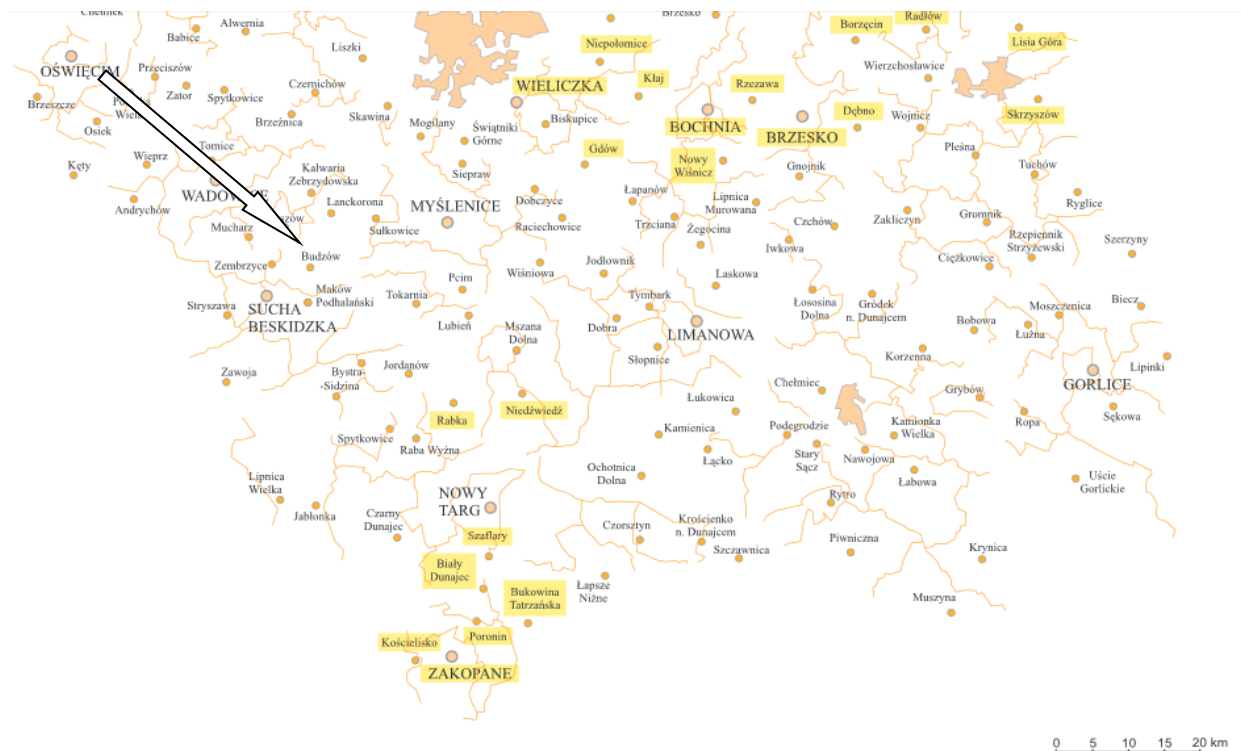 Babice
Alwernia
Liszki
Niepołomice
Brzesko
Borzęcin
Radłów
Lisia Góra
OŚWIĘCIM
Przeciszów
Zator
Spytkowice
Czernichów
WIELICZKA
Kłaj
Rzezawa
Wierzchosławice
Brzeszcze
Osiek
Brzeźnica
Skawina
Mogilany
Świątniki
Górne
Biskupice
BOCHNIA
BRZESKO
Dębno
Wojnicz
Skrzyszów
Tomice
Wieprz
Kęty
Kalwaria
Zebrzydowska
Siepraw
Gdów
Nowy
Wiśnicz
Gnojnik
Pleśna
Tuchów
Andrychów
Lanckorona
MYŚLENICE
Dobczyce
Łapanów
Lipnica
Murowana
Ryglice
Mucharz
Sułkowice
Raciechowice
Trzciana
Żegocina
Czchów
Zakliczyn
Gromnik
Iwkowa
Rzepiennik
Strzyżewski
Szerzyny
Zembrzyce
Budzów
Pcim
Wiśniowa
Jodłownik
Laskowa
Ciężkowice
Stryszawa
SUCHA
BESKIDZKA
Maków
Podhalański
Tokarnia
Lubień
Tymbark
Dobra
LIMANOWA
Łososina
Dolna
Gródek
n. Dunajcem
Bobowa
Moszczenica
Łużna
Biecz
Mszana
Dolna
Słopnice
Korzenna
Zawoja
Bystra-
-Sidzina
Jordanów
Chełmiec
Grybów
GORLICE
Lipinki
Rabka
Niedźwiedź
Łukowica
Kamienica
Podegrodzie
Kamionka
Wielka
Ropa
Sękowa
Spytkowice
Raba Wyżna
Łącko
Stary
Sącz
Nawojowa
Łabowa
Uście
Gorlickie
Lipnica
Wielka
Jabłonka
NOWY
TARG
Ochotnica
Dolna
Rytro
Czarny
Dunajec
Szaflary
Czorsztyn
Krościenko
n. Dunajcem
Szczawnica
Piwniczna
Krynica
Biały
Dunajec
Bukowina
Tatrzańska
Łapsze
Niżne
Muszyna
Kościelisko
Poronin
ZAKOPANE
0 5 10 15 20 km